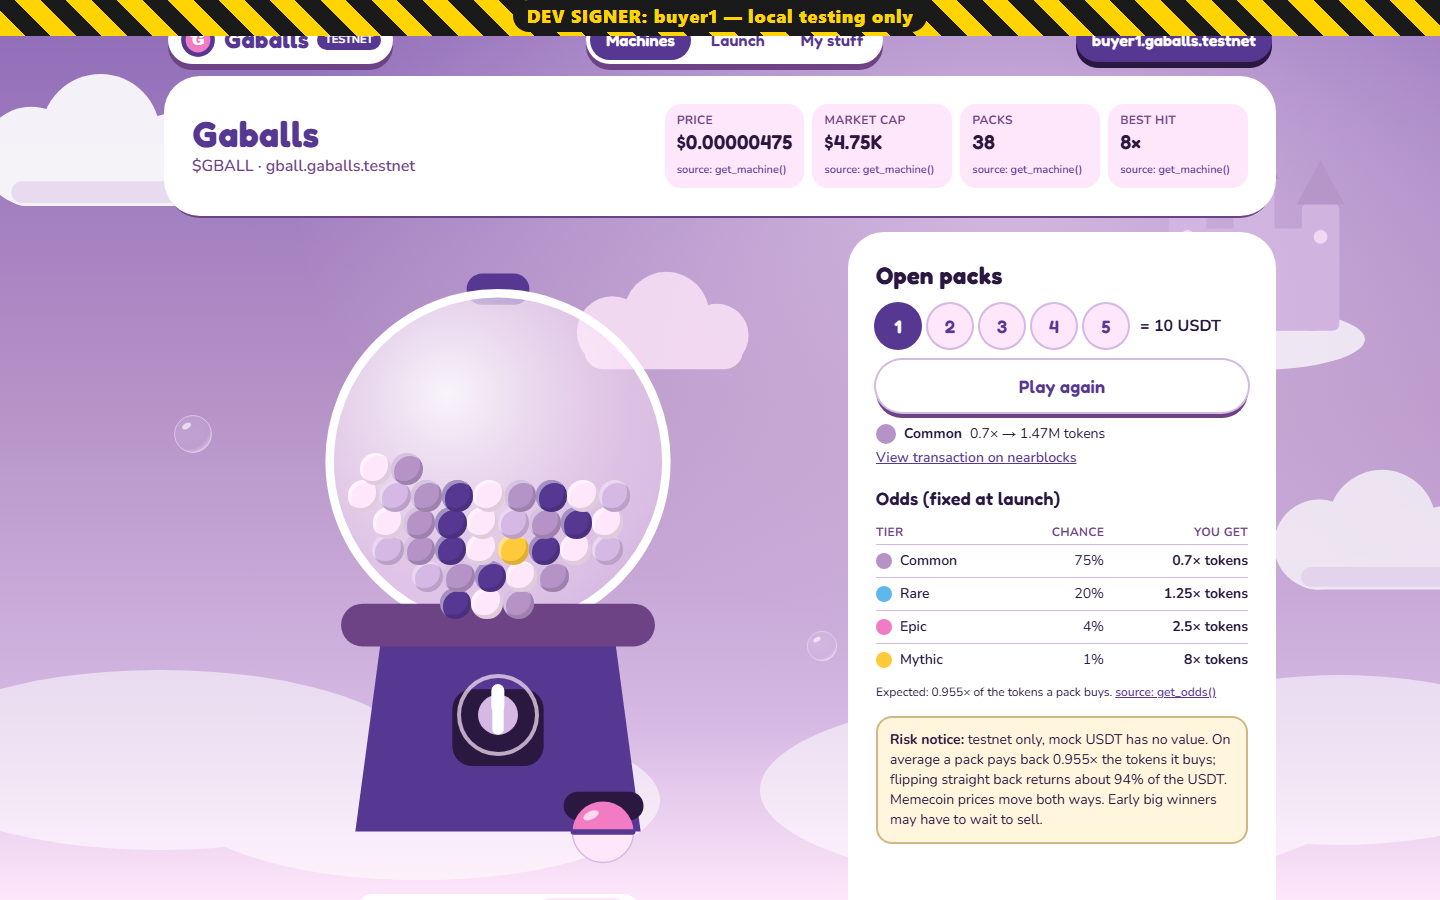 DEV SIGNER: buyer1 — local testing only
G Gaballs TESTNET
Machines Launch My stuff
buyer1.gaballs.testnet
Gaballs
$GBALL · gball.gaballs.testnet
PRICE
$0.00000475
source: get_machine()
MARKET CAP
$4.75K
source: get_machine()
PACKS
38
source: get_machine()
BEST HIT
8×
source: get_machine()
Open packs
1 2 3 4 5 = 10 USDT
Play again
Common 0.7× → 1.47M tokens
View transaction on nearblocks
Odds (fixed at launch)
TIER CHANCE YOU GET
Common 75% 0.7× tokens
Rare 20% 1.25× tokens
Epic 4% 2.5× tokens
Mythic 1% 8× tokens
Expected: 0.955× of the tokens a pack buys. source: get_odds()
Risk notice: testnet only, mock USDT has no value. On
average a pack pays back 0.955× the tokens it buys;
flipping straight back returns about 94% of the USDT.
Memecoin prices move both ways. Early big winners
may have to wait to sell.